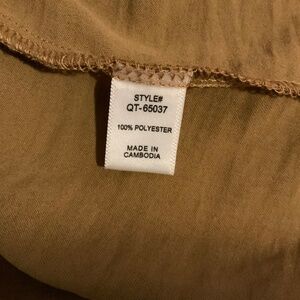 STYLE#
QT-65037
100% POLYESTER
MADE IN
CAMBODIA